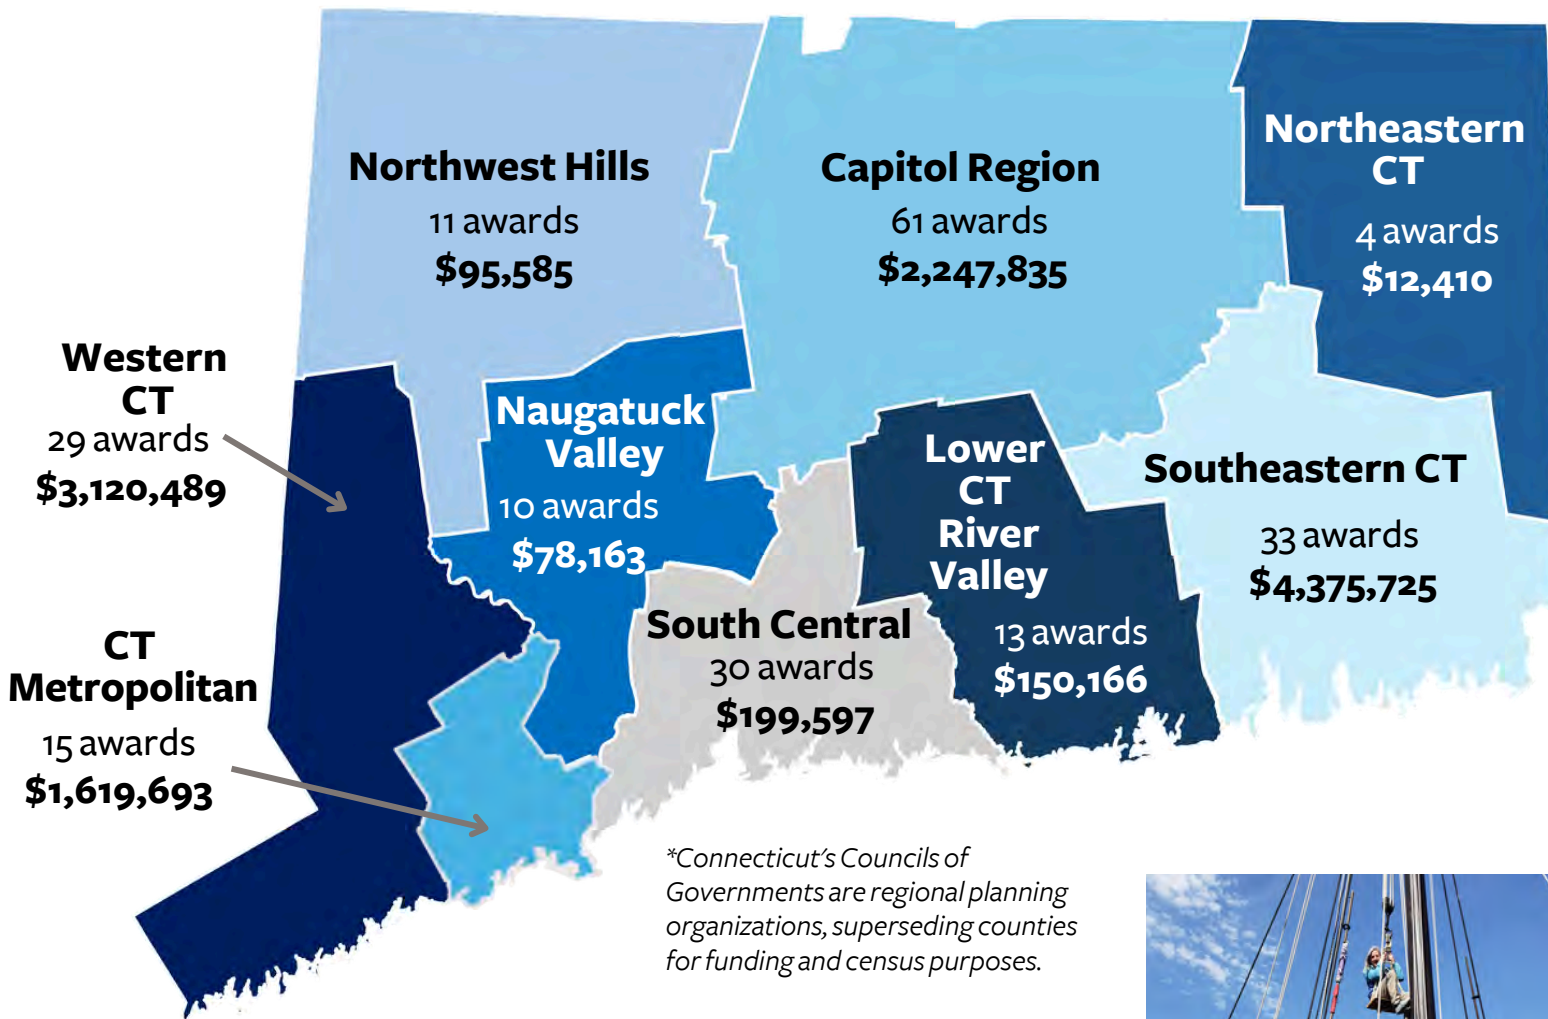 Northwest Hills
11 awards
$95,585
Capitol Region
61 awards
$2,247,835
Northeastern
CT
4 awards
$12,410
Western
CT
29 awards
$3,120,489
Naugatuck
Valley
10 awards
$78,163
Lower
CT
River
Valley
13 awards
$150,166
Southeastern CT
33 awards
$4,375,725
South Central
30 awards
$199,597
CT
Metropolitan
15 awards
$1,619,693
*Connecticut's Councils of
Governments are regional planning
organizations, superseding counties
for funding and census purposes.